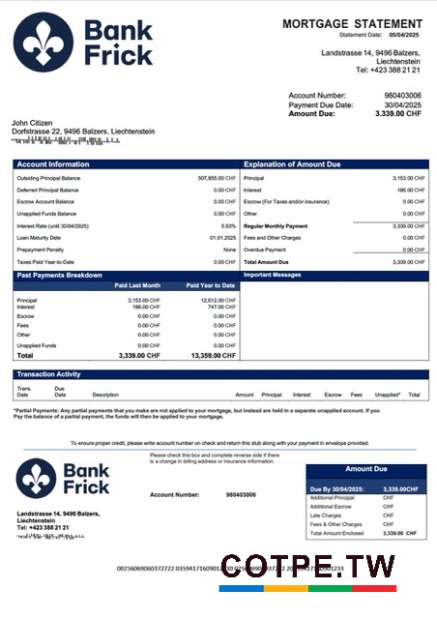 Bank
Frick
MORTGAGE STATEMENT
Statement Date: 05/04/2025
Landstrasse 14, 9496 Balzers,
Liechtenstein
Tel: +423 388 21 21
Account Number: 980403006
Payment Due Date: 30/04/2025
Amount Due: 3.339.00 CHF
John Citizen
Dorfstrasse 22. 9496 Balzers, Liechtenstein
Account Information
Outstanding Principal Balance 507,855.00 CHF
Deferred Principal Balance 0.00 CHF
Escrow Account Balance 0.00 CHF
Unapplied Funds Balance 0.00 CHF
Interest Rate (until 30/04/2025)
Loan Maturity Date 01.01.2025
Prepayment Penalty None
Taxes Paid Year-to-Date 0.00 CHF
Explanation of Amount Due
Principal 3,153.00 CHF
Interest 186.00 CHF
Escrow (For Taxes and/or insurance) 0.00 CHF
Other 0.00 CHF
Regular Monthly Payment 3,339.00 CHF
Fees and Other Charges 0.00 CHF
Overdue Payment 0.00 CHF
Total Amount Due 3,339.00 CHF
Past Payments Breakdown
Paid Last Month Paid Year to Date
Principal 3,153.00 CHF 12,612.00 CHF
Interest 186.00 CHF 747.00 CHF
Escrow 0.00 CHF 0.00 CHF
Fees 0.00 CHF 0.00 CHF
Other 0.00 CHF 0.00 CHF
Unapplied Funds 0.00 CHF 0.00 CHF
Total 3,339.00 CHF 13,359.00 CHF
Important Messages
Transaction Activity
Trans. Date Due Date Description Amount Principal Interest Escrow Fees Unapplied* Total
*Partial Payments: Any partial payments that you make are not applied to your mortgage, but instead are held in a separate unapplied account. If you
Pay the balance of a partial payment, the funds will then be applied to your mortgage.
To ensure proper credit, please write account number on check and return this stub along with your payment in envelope provided.
Bank
Frick
Please check this box and complete reverse side if there
is a change in billing address or insurance information.
Account Number: 980403006
Landstrasse 14, 9496 Balzers,
Liechtenstein
Tel: +423 388 21 21
Amount Due
Due By 30/04/2025: 3,339.00CHF
Additional Principal CHF
Additional Escrow CHF
Late Charges CHF
Fees & Other Charges CHF
Total Amount Enclosed 3,339.00 CHF
COTPE.TW